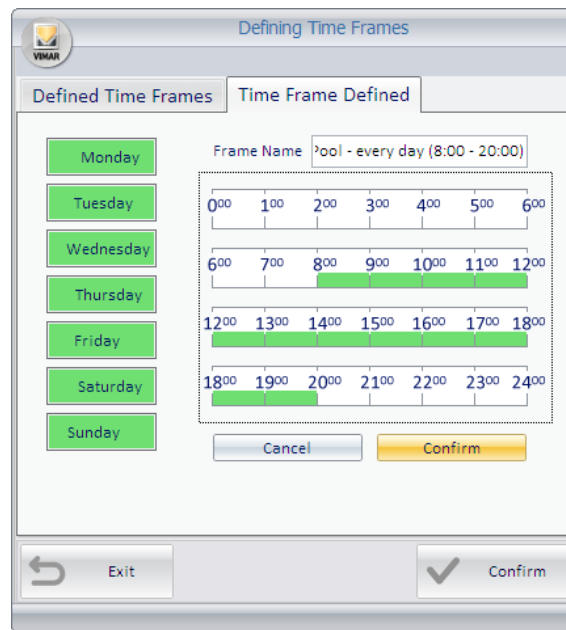 Defining Time Frames
VIMAR
Defined Time Frames Time Frame Defined
Monday
Tuesday
Wednesday
Thursday
Friday
Saturday
Sunday
Frame Name Pool - every day (8:00 - 20:00)
0⁰⁰ 1⁰⁰ 2⁰⁰ 3⁰⁰ 4⁰⁰ 5⁰⁰ 6⁰⁰
6⁰⁰ 7⁰⁰ 8⁰⁰ 9⁰⁰ 10⁰⁰ 11⁰⁰ 12⁰⁰
12⁰⁰ 13⁰⁰ 14⁰⁰ 15⁰⁰ 16⁰⁰ 17⁰⁰ 18⁰⁰
18⁰⁰ 19⁰⁰ 20⁰⁰ 21⁰⁰ 22⁰⁰ 23⁰⁰ 24⁰⁰
Cancel Confirm
Exit Confirm